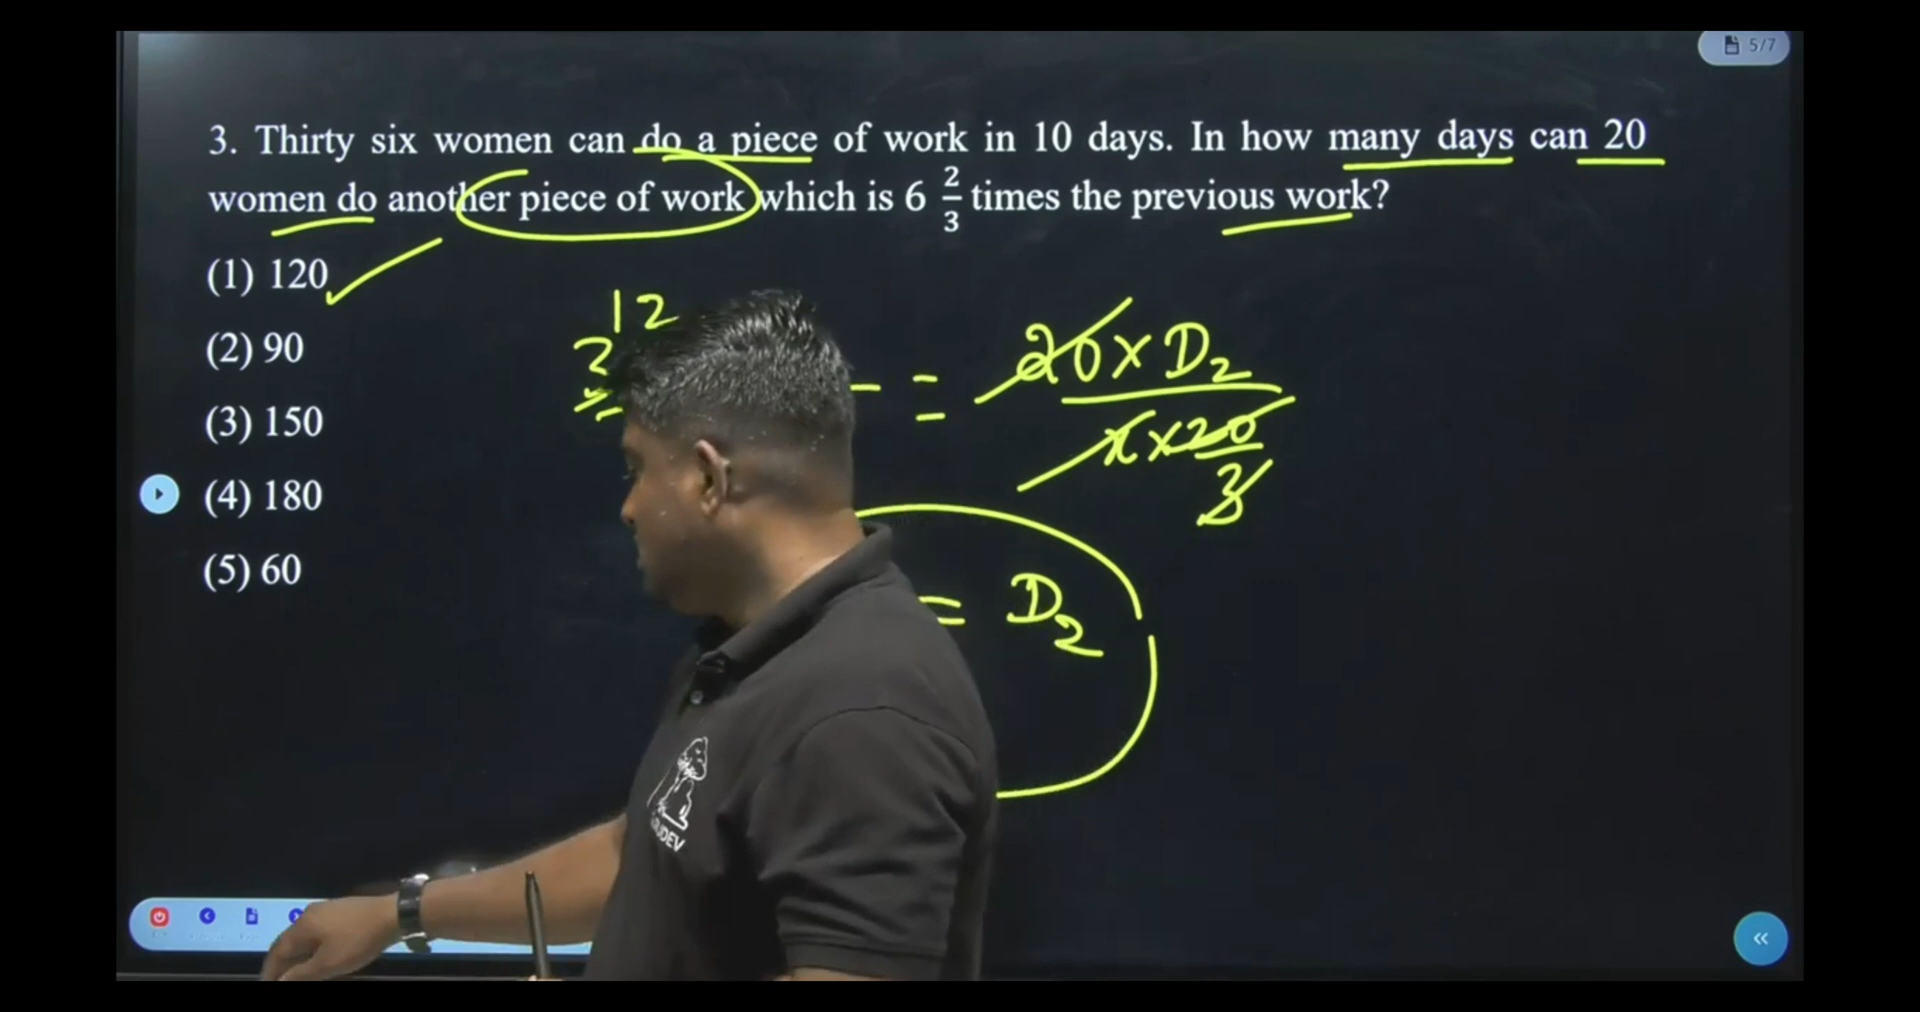 5/7
3. Thirty six women can do a piece of work in 10 days. In how many days can 20
women do another piece of work which is 6 2/3 times the previous work?
(1) 120
(2) 90
(3) 150
(4) 180
(5) 60
12
= 20 × D₂
x × 20
3
= D₂